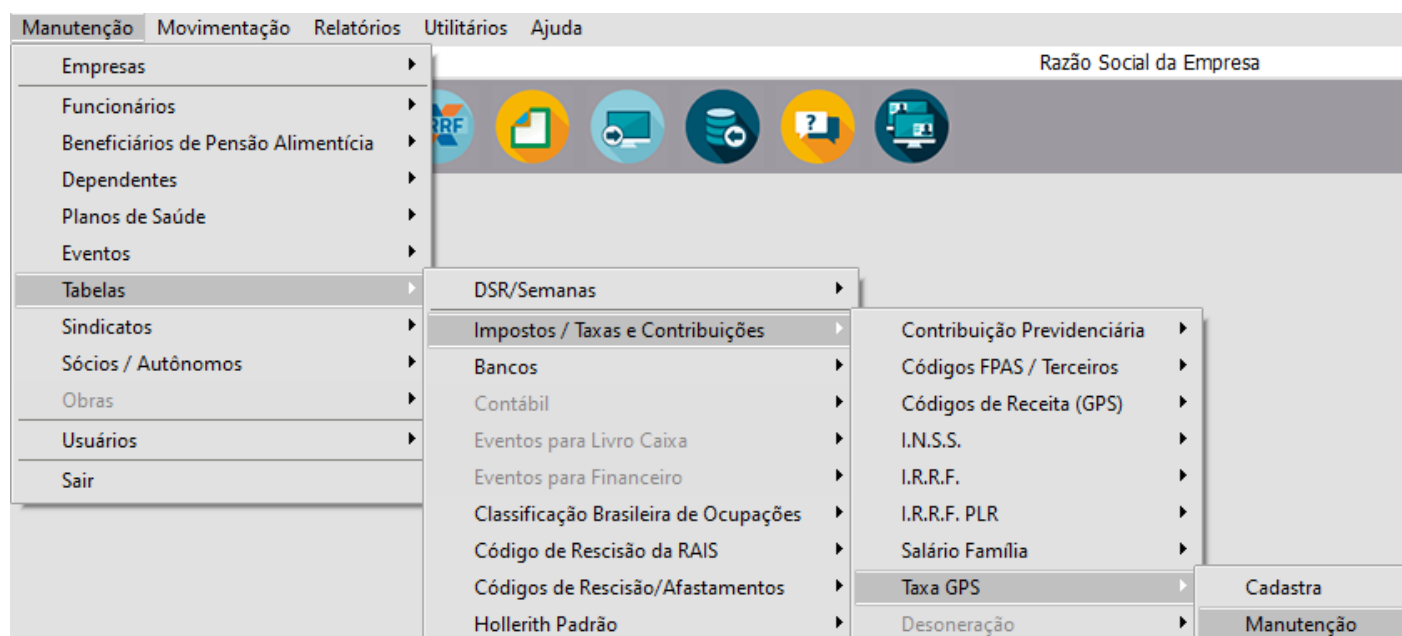 Manutenção Movimentação Relatórios Utilitários Ajuda
Razão Social da Empresa
Empresas
Funcionários
Beneficiários de Pensão Alimentícia
Dependentes
Planos de Saúde
Eventos
Tabelas
Sindicatos
Sócios / Autônomos
Obras
Usuários
Sair
RRF
?
DSR/Semanas
Impostos / Taxas e Contribuições
Bancos
Contábil
Eventos para Livro Caixa
Eventos para Financeiro
Classificação Brasileira de Ocupações
Código de Rescisão da RAIS
Códigos de Rescisão/Afastamentos
Hollerith Padrão
Contribuição Previdenciária
Códigos FPAS / Terceiros
Códigos de Receita (GPS)
I.N.S.S.
I.R.R.F.
I.R.R.F. PLR
Salário Família
Taxa GPS
Desoneração
Cadastra
Manutenção